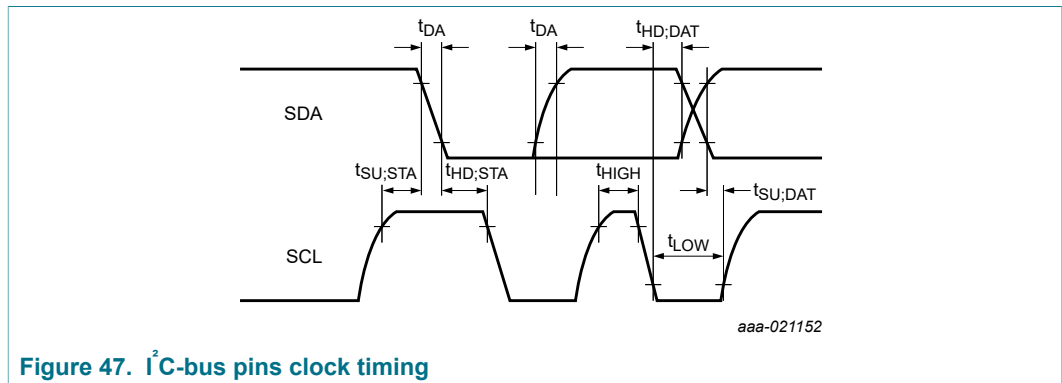 tDA tDA tHD;DAT
SDA
tSU;STA tHD;STA tHIGH tSU;DAT
SCL tLOW
aaa-021152
Figure 47. I²C-bus pins clock timing